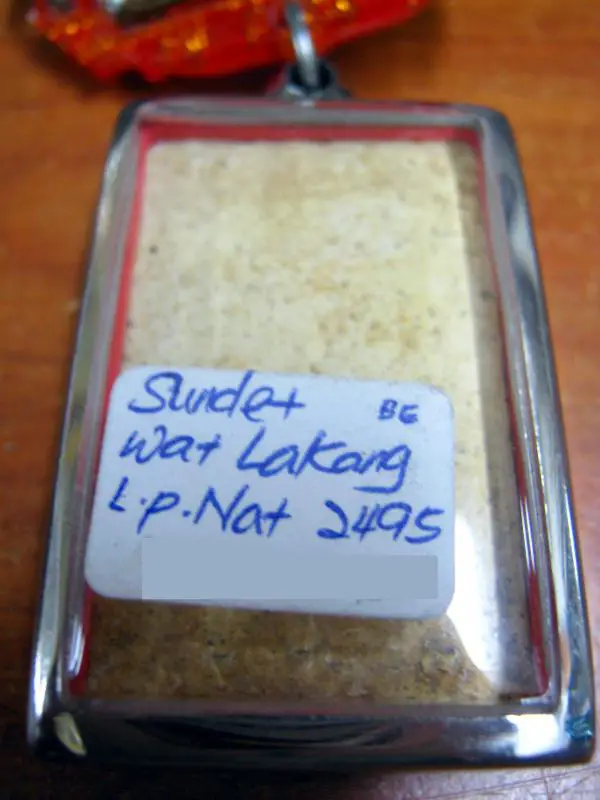 Sundet BE
Wat Lakang
L.P. Nat 2495